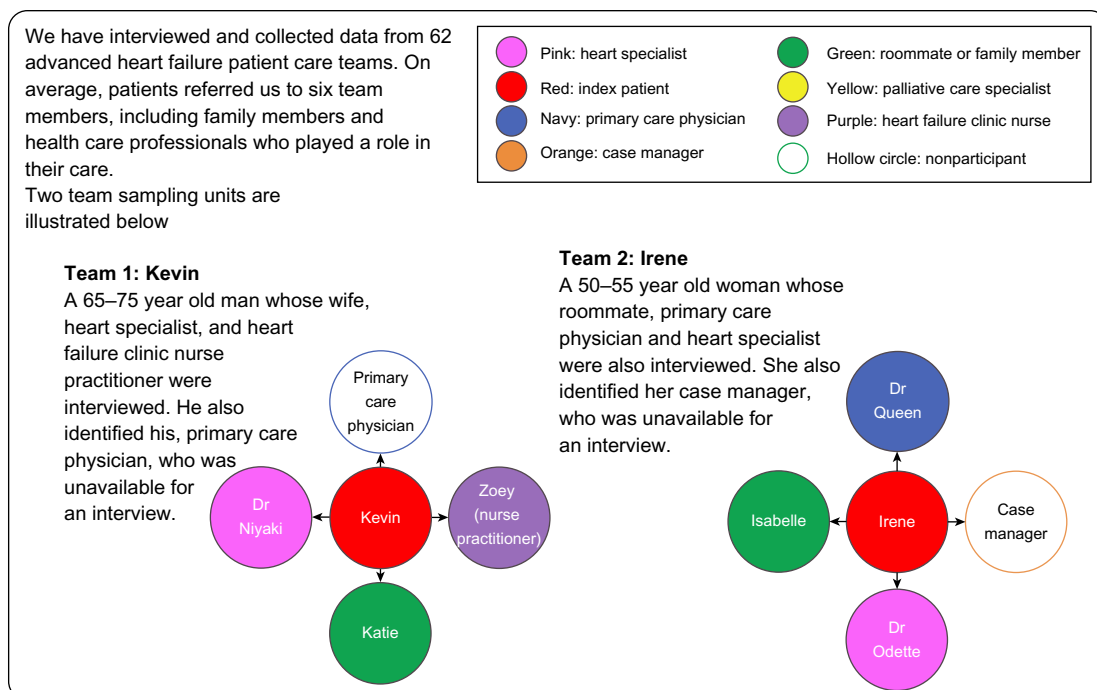 We have interviewed and collected data from 62
advanced heart failure patient care teams. On
average, patients referred us to six team
members, including family members and
health care professionals who played a role in
their care.
Two team sampling units are
illustrated below
Pink: heart specialist
Red: index patient
Navy: primary care physician
Orange: case manager
Green: roommate or family member
Yellow: palliative care specialist
Purple: heart failure clinic nurse
Hollow circle: nonparticipant
Team 1: Kevin
A 65–75 year old man whose wife,
heart specialist, and heart
failure clinic nurse
practitioner were
interviewed. He also
identified his, primary care
physician, who was
unavailable for
an interview.
Primary
care
physician
Dr
Niyaki
Kevin
Zoey
(nurse
practitioner)
Katie
Team 2: Irene
A 50–55 year old woman whose
roommate, primary care
physician and heart specialist
were also interviewed. She also
identified her case manager,
who was unavailable for
an interview.
Dr
Queen
Isabelle
Irene
Case
manager
Dr
Odette